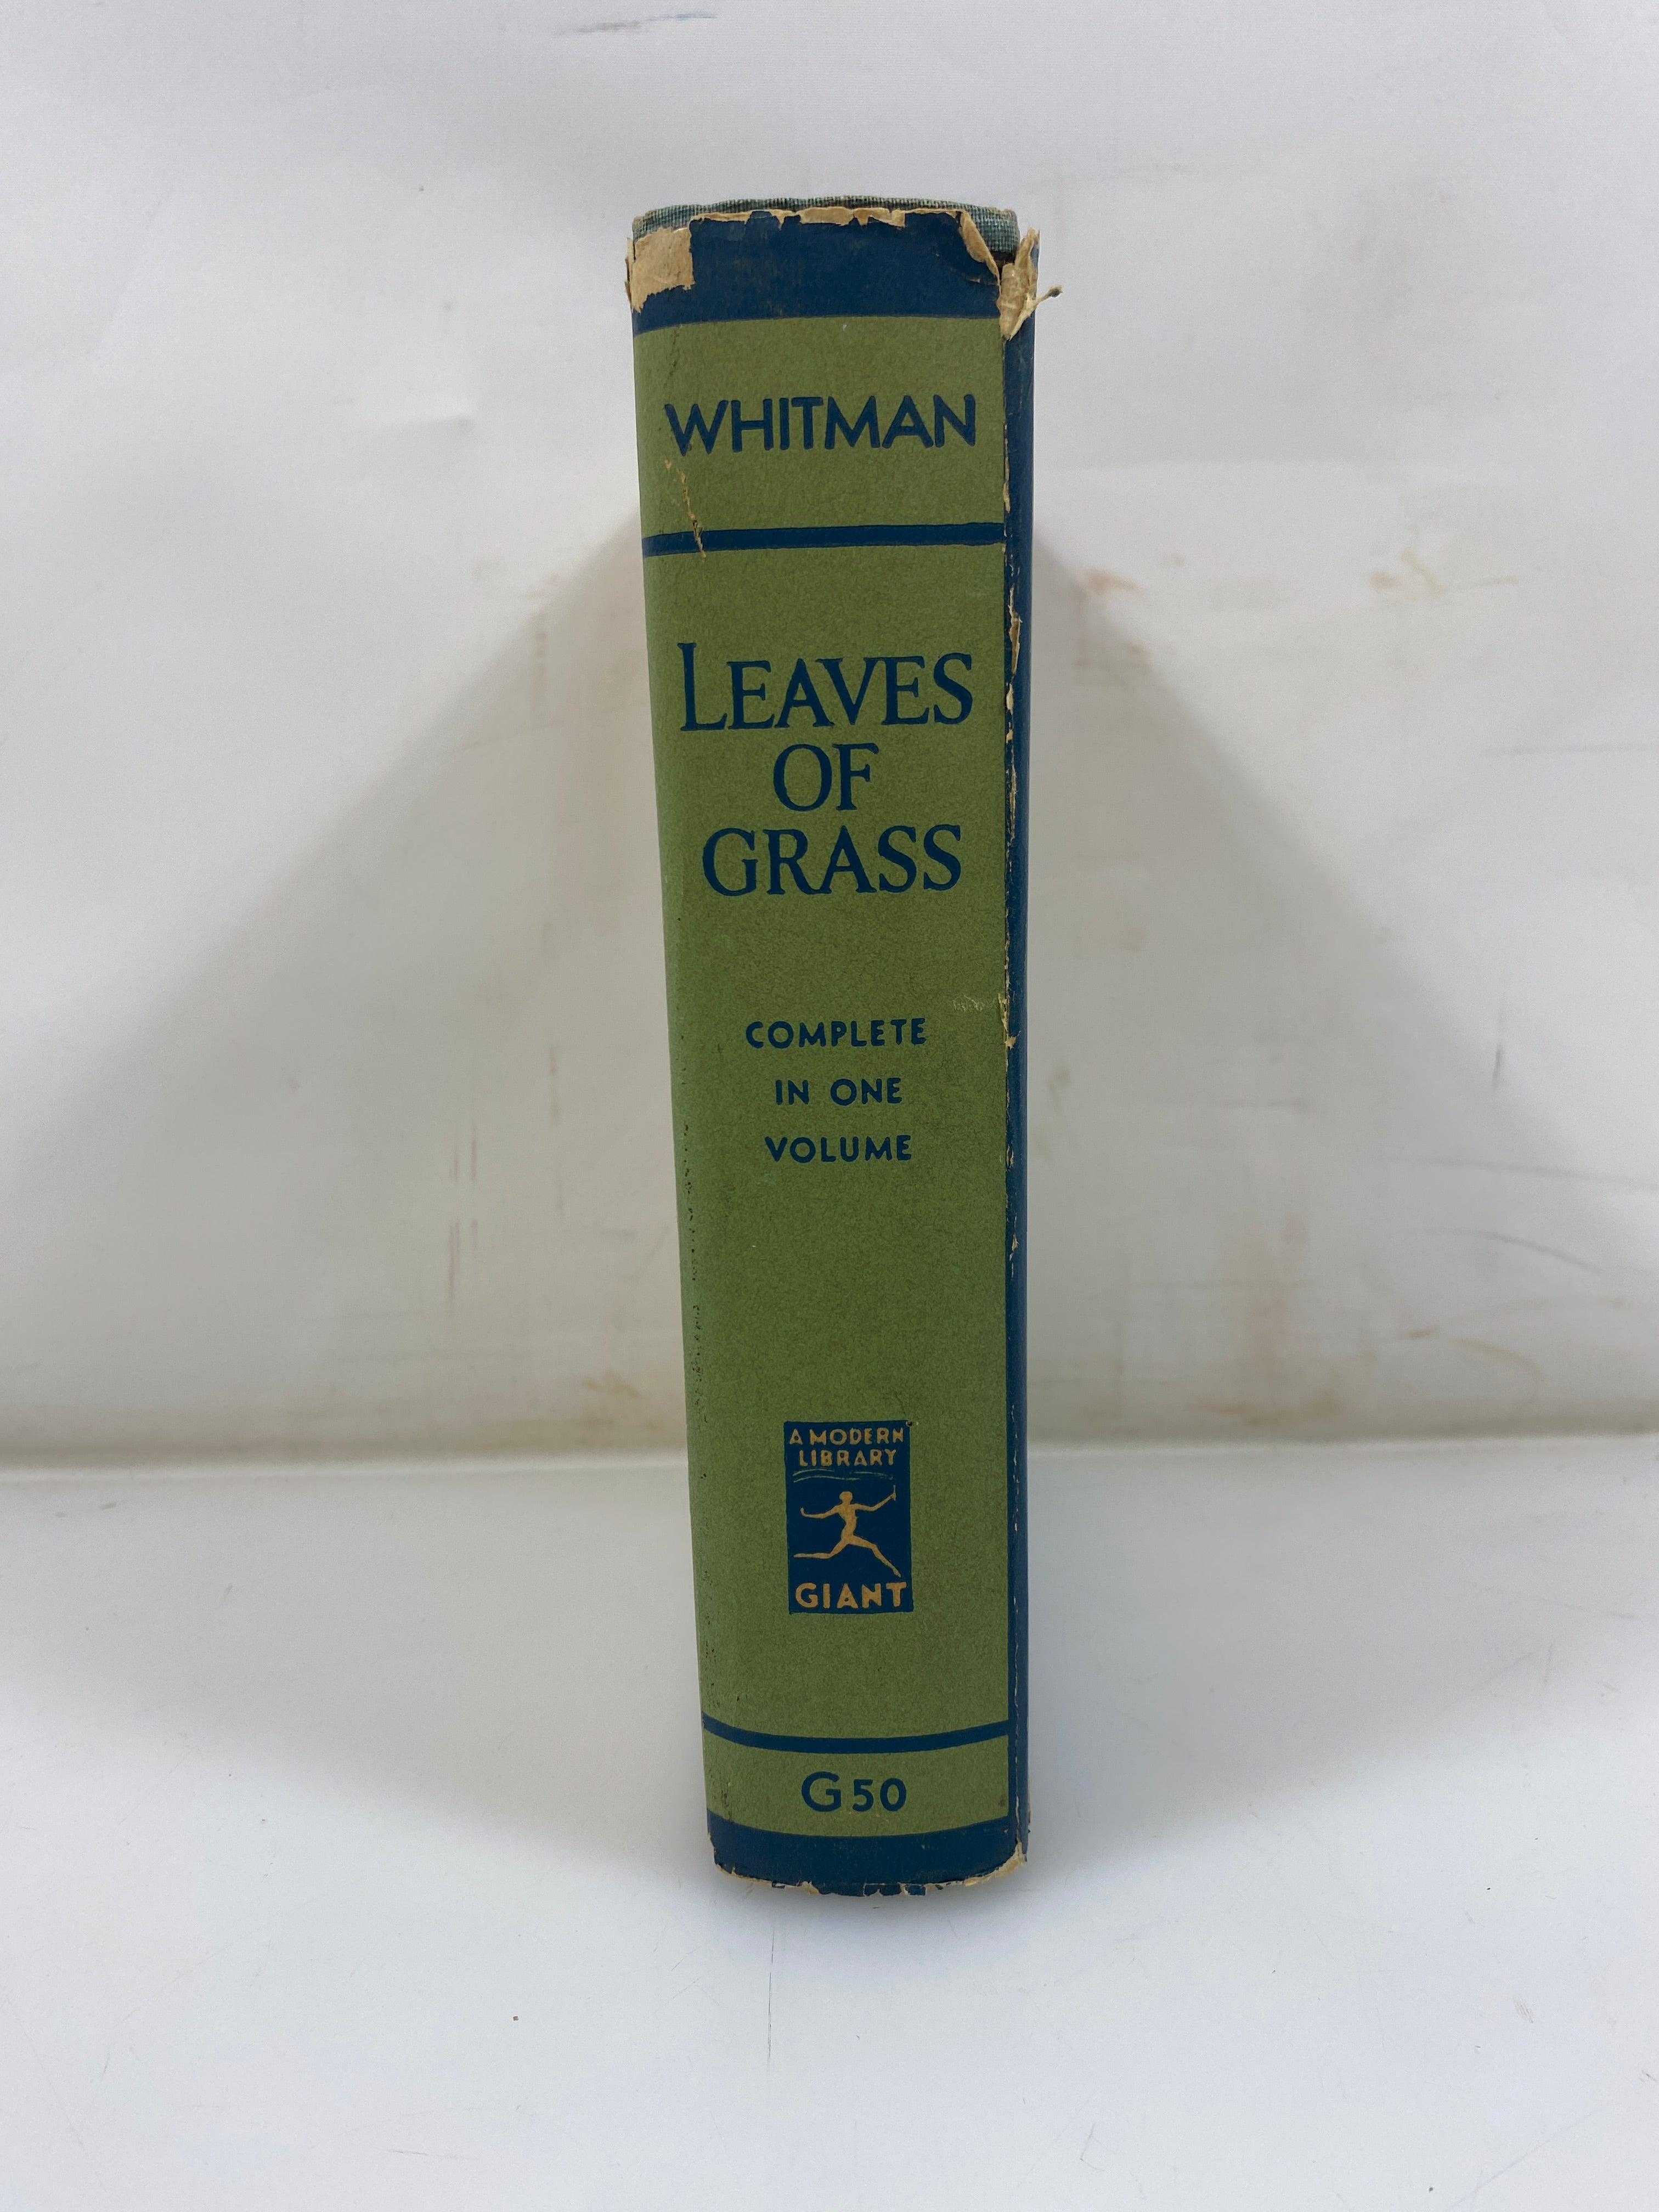 WHITMAN
LEAVES
OF
GRASS
COMPLETE
IN ONE
VOLUME
A MODERN
LIBRARY
GIANT
G50